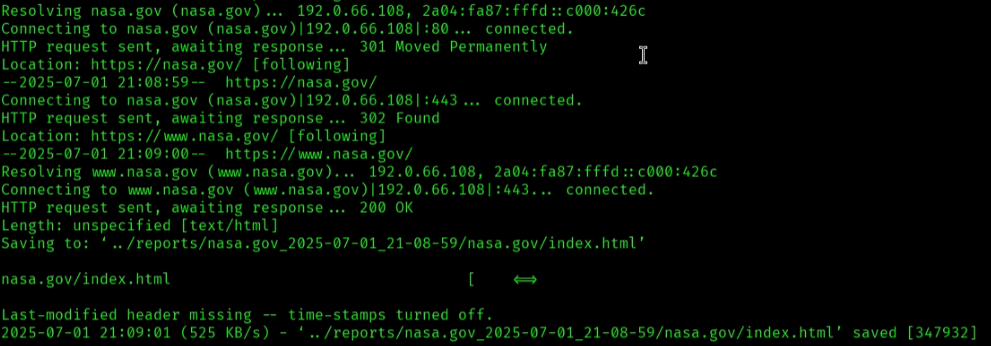 Resolving nasa.gov (nasa.gov)... 192.0.66.108, 2a04:fa87:fffd::c000:426c
Connecting to nasa.gov (nasa.gov)|192.0.66.108|:80... connected.
HTTP request sent, awaiting response... 301 Moved Permanently
Location: https://nasa.gov/ [following]
--2025-07-01 21:08:59--  https://nasa.gov/
Connecting to nasa.gov (nasa.gov)|192.0.66.108|:443... connected.
HTTP request sent, awaiting response... 302 Found
Location: https://www.nasa.gov/ [following]
--2025-07-01 21:09:00--  https://www.nasa.gov/
Resolving www.nasa.gov (www.nasa.gov)... 192.0.66.108, 2a04:fa87:fffd::c000:426c
Connecting to www.nasa.gov (www.nasa.gov)|192.0.66.108|:443... connected.
HTTP request sent, awaiting response... 200 OK
Length: unspecified [text/html]
Saving to: ‘../reports/nasa.gov_2025-07-01_21-08-59/nasa.gov/index.html’
nasa.gov/index.html [ <=>
Last-modified header missing -- time-stamps turned off.
2025-07-01 21:09:01 (525 KB/s) - ‘../reports/nasa.gov_2025-07-01_21-08-59/nasa.gov/index.html’ saved [347932]